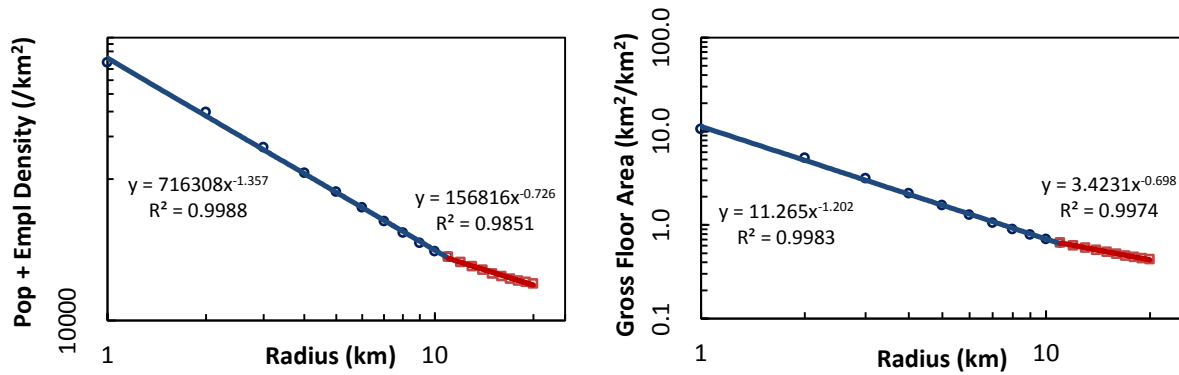 Pop + Empl Density (/km²)
10000
y = 716308x^-1.357
R² = 0.9988
y = 156816x^-0.726
R² = 0.9851
1
10
Radius (km)
Gross Floor Area (km²/km²)
100.0
10.0
1.0
0.1
y = 11.265x^-1.202
R² = 0.9983
y = 3.4231x^-0.698
R² = 0.9974
1
10
Radius (km)